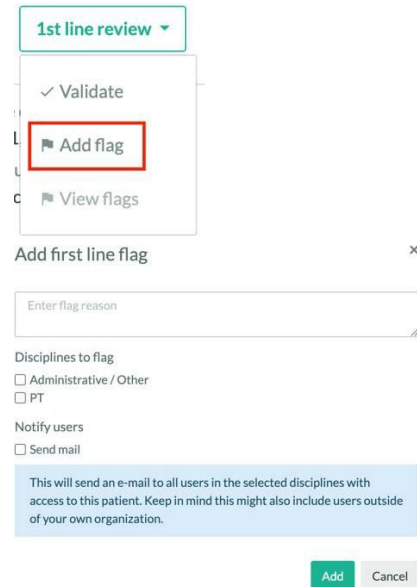 1st line review
Validate
Add flag
View flags
Add first line flag
Enter flag reason
Disciplines to flag
Administrative / Other
PT
Notify users
Send mail
This will send an e-mail to all users in the selected disciplines with
access to this patient. Keep in mind this might also include users outside
of your own organization.
Add Cancel